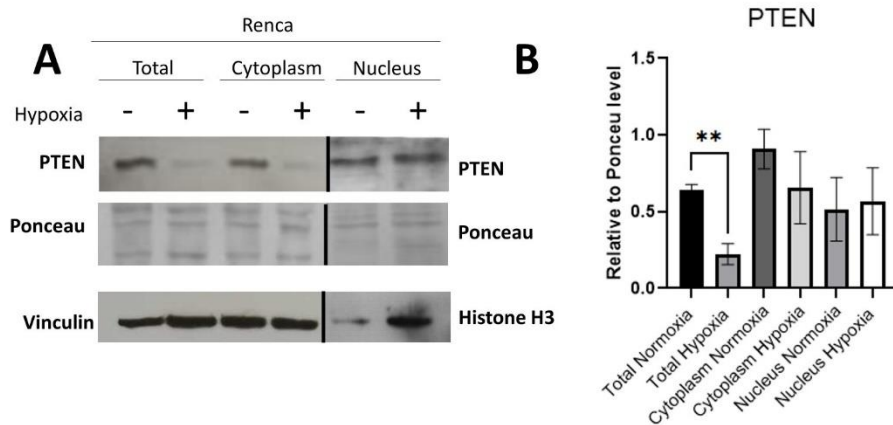 Renca
A
Total Cytoplasm Nucleus
Hypoxia - + - + - +
PTEN PTEN
Ponceau Ponceau
Vinculin Histone H3
B
PTEN
Relative to Ponceu level
1.5
1.0
0.5
0.0
**
Total Normoxia
Total Hypoxia
Cytoplasm Normoxia
Cytoplasm Hypoxia
Nucleus Normoxia
Nucleus Hypoxia